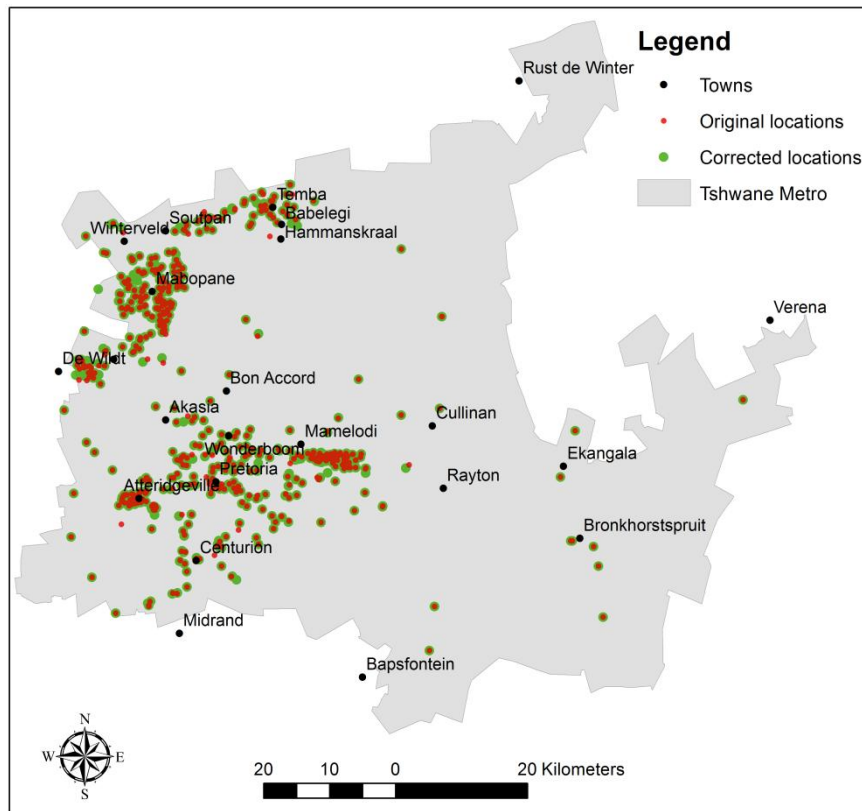 Legend
Towns
Original locations
Corrected locations
Tshwane Metro
Rust de Winter
Temba
Babelegi
Soutpan
Winterveld
Hammanskraal
Mabopane
Verena
De Wildt
Bon Accord
Akasia
Cullinan
Mamelodi
Wonderboom
Pretoria
Ekangala
Rayton
Atteridgeville
Bronkhorstspruit
Centurion
Midrand
Bapsfontein
N
W E
S
20 10 0 20 Kilometers